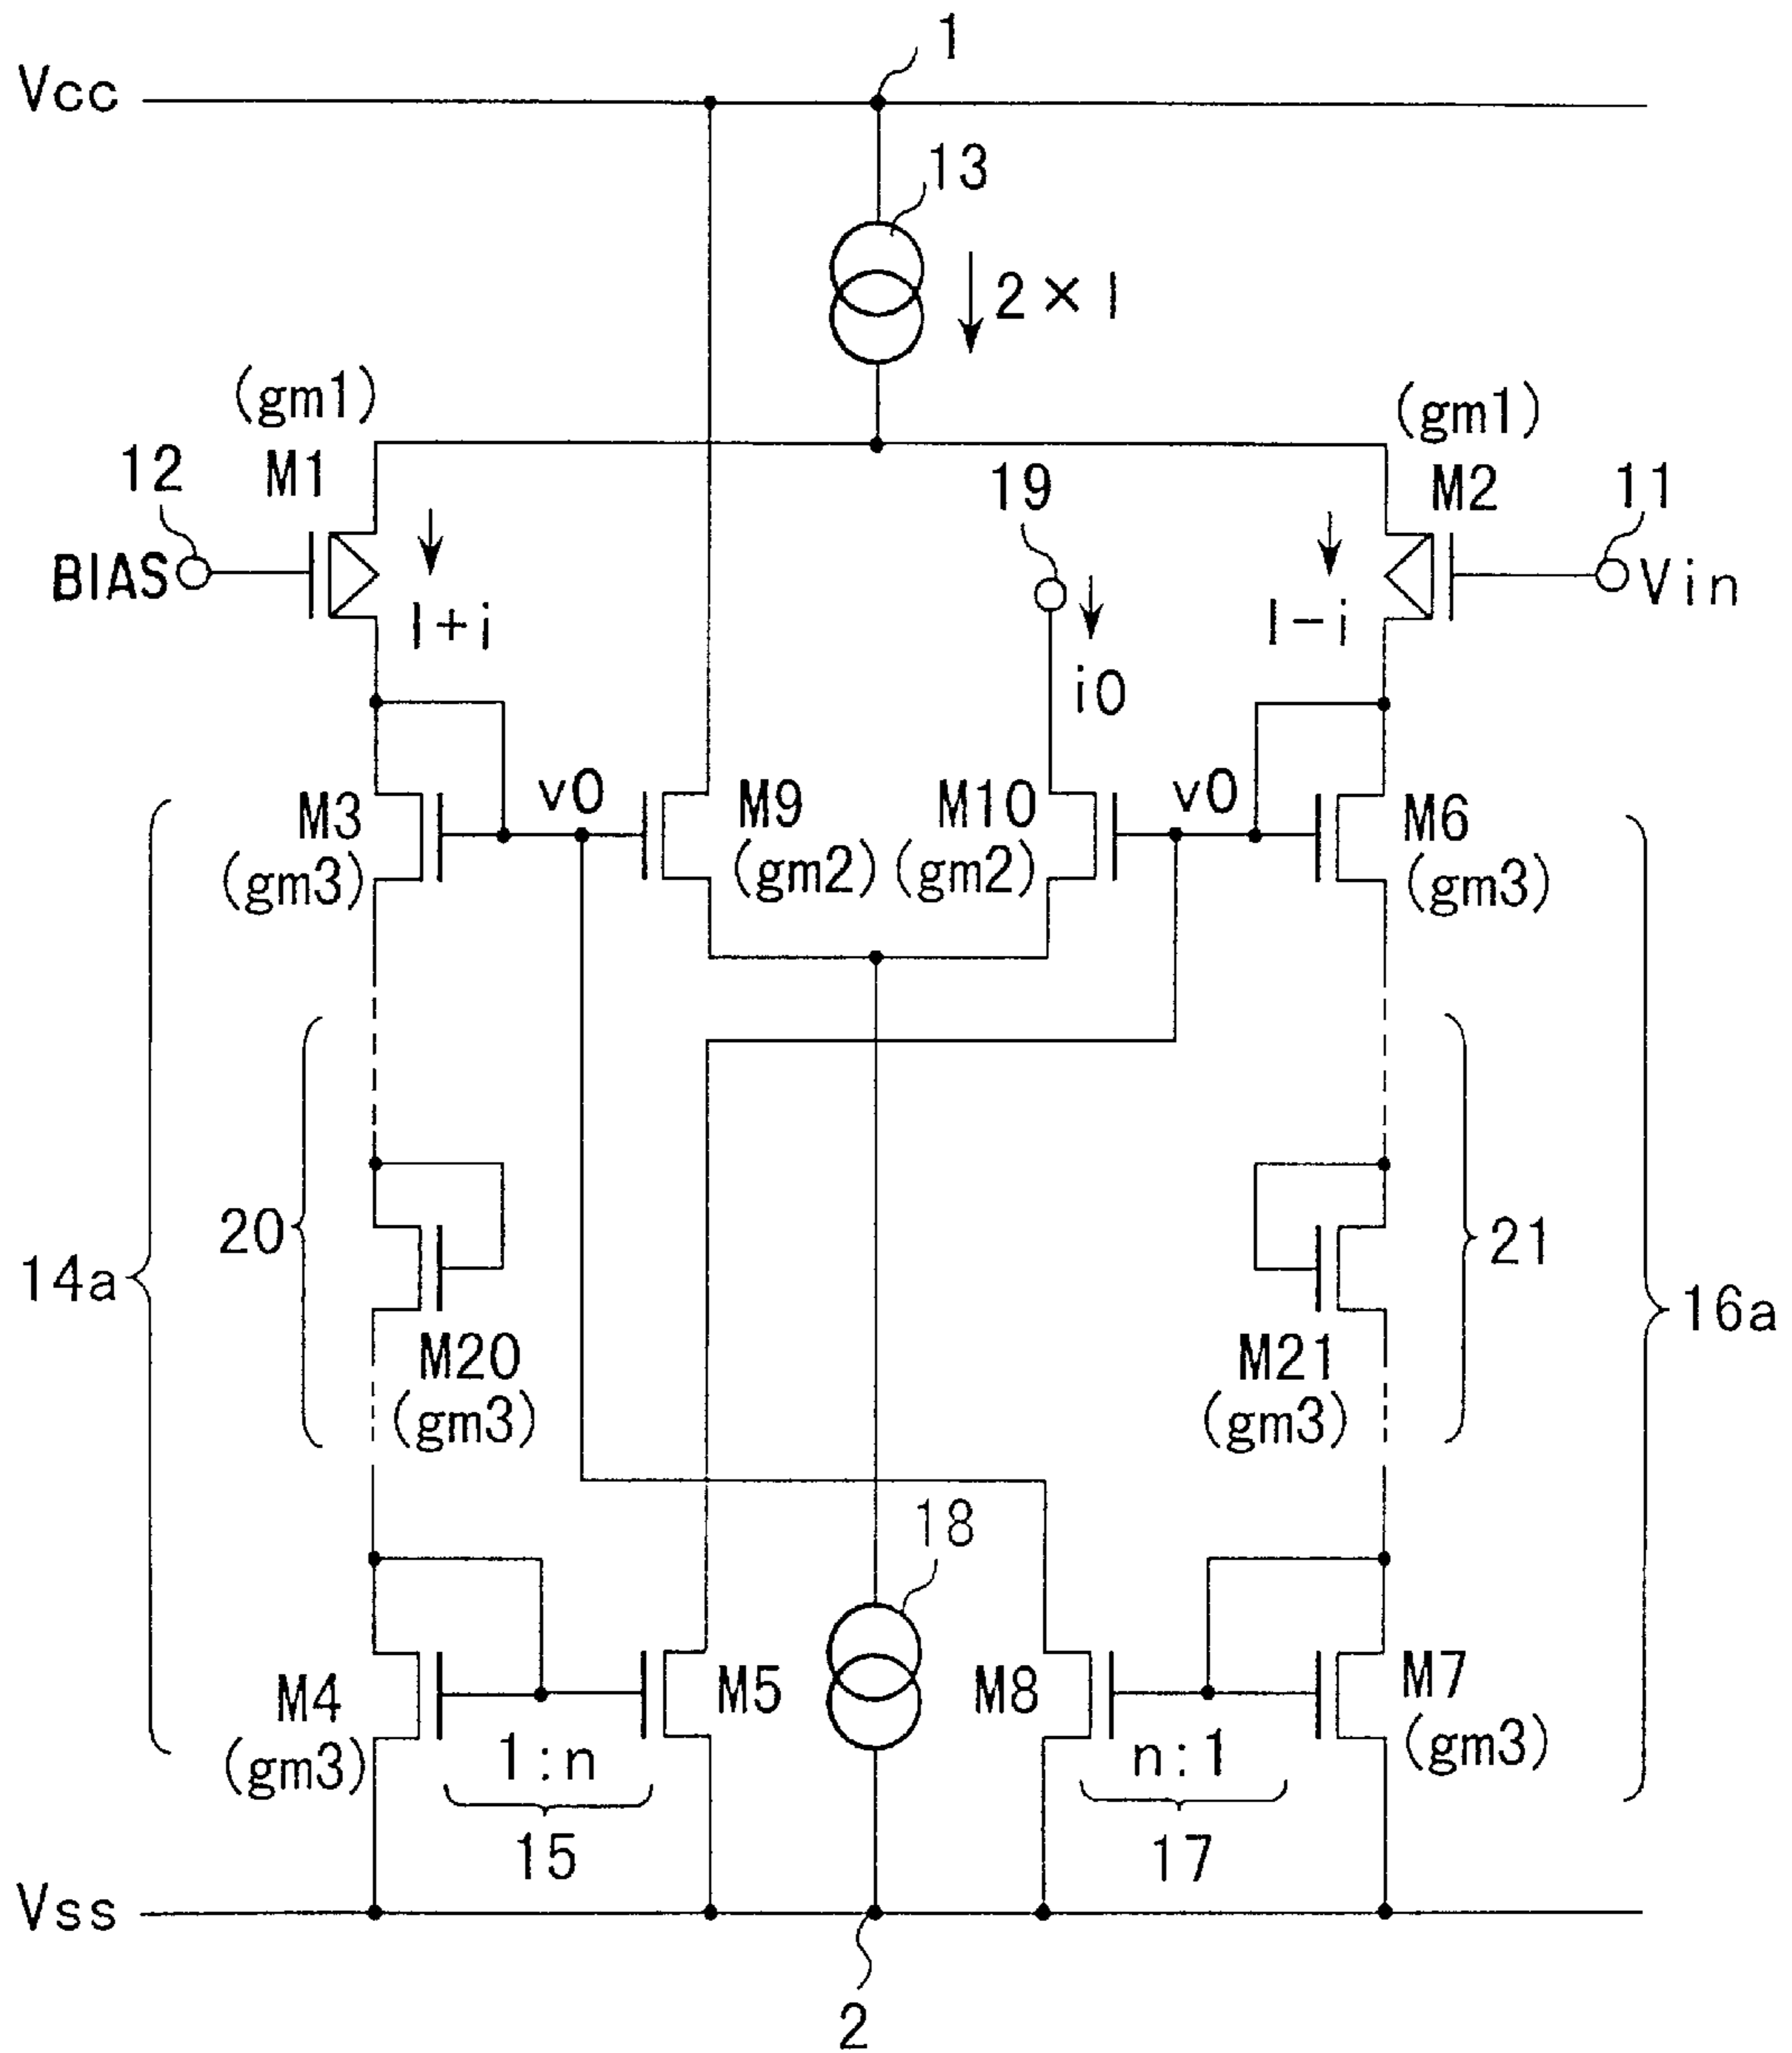 1
Vcc
13
2×I
(gm1)
(gm1)
12
M1
19
M2
11
BIAS
I+i
I-i
Vin
i0
M3
v0
M9
M10
v0
M6
(gm3)
(gm2)
(gm2)
(gm3)
20
21
14a
16a
M20
M21
(gm3)
(gm3)
18
M4
M5
M8
M7
(gm3)
1:n
n:1
(gm3)
15
17
Vss
2